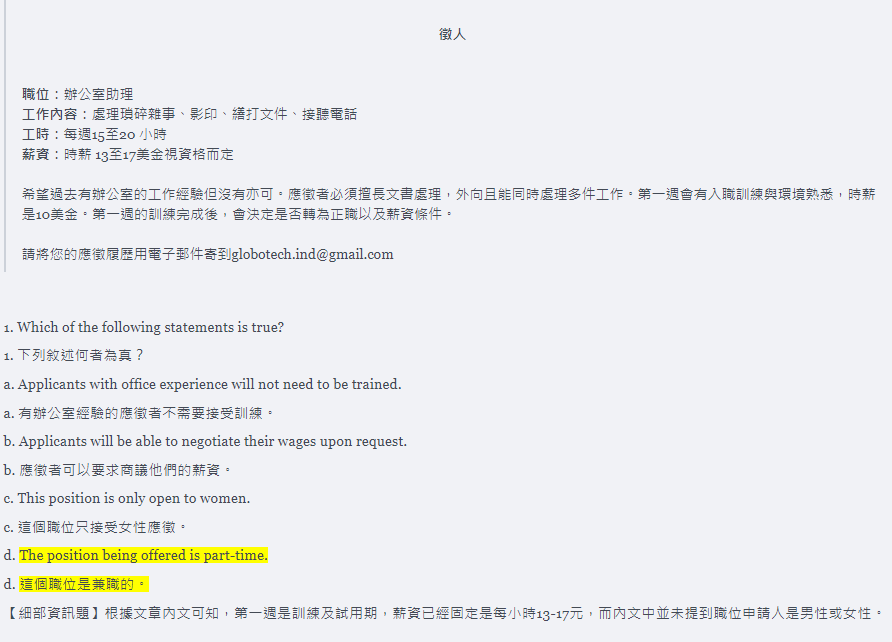 徵人
職位：辦公室助理
工作內容：處理瑣碎雜事、影印、繕打文件、接聽電話
工時：每週15至20 小時
薪資：時薪 13至17美金視資格而定
希望過去有辦公室的工作經驗但沒有亦可。應徵者必須擅長文書處理，外向且能同時處理多件工作。第一週會有入職訓練與環境熟悉，時薪
是10美金。第一週的訓練完成後，會決定是否轉為正職以及薪資條件。
請將您的應徵履歷用電子郵件寄到globotech.ind@gmail.com
1. Which of the following statements is true?
1. 下列敘述何者為真？
a. Applicants with office experience will not need to be trained.
a. 有辦公室經驗的應徵者不需要接受訓練。
b. Applicants will be able to negotiate their wages upon request.
b. 應徵者可以要求商議他們的薪資。
c. This position is only open to women.
c. 這個職位只接受女性應徵。
d. The position being offered is part-time.
d. 這個職位是兼職的。
【細部資訊題】根據文章內文可知，第一週是訓練及試用期，薪資已經固定是每小時13-17元，而內文中並未提到職位申請人是男性或女性。